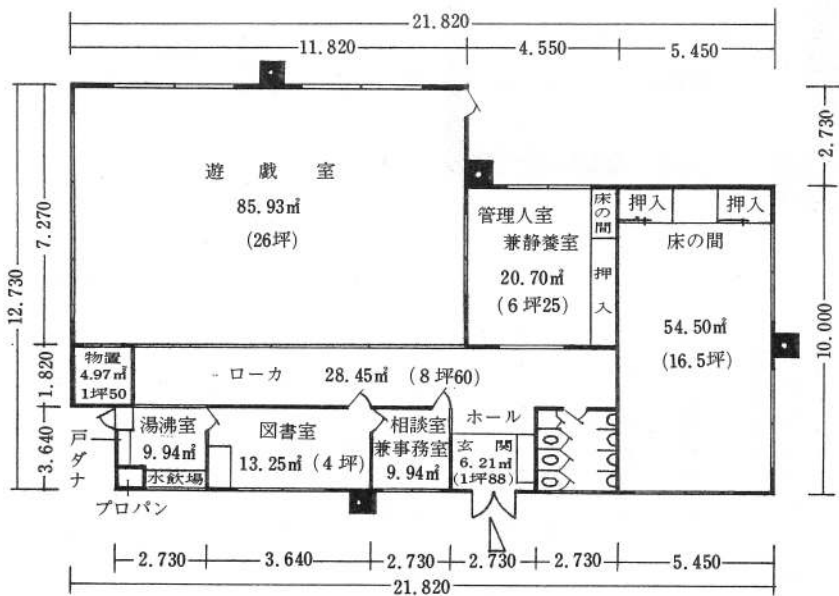 21.820
11.820
4.550
5.450
2.730
10.000
12.730
7.270
1.820
3.640
遊戯室
85.93㎡
(26坪)
管理人室
兼静養室
20.70㎡
(6坪25)
床の間
押入
押入
押入
床の間
54.50㎡
(16.5坪)
物置
4.97㎡
1坪50
ローカ 28.45㎡ (8坪60)
湯沸室
9.94㎡
水飲場
戸ダナ
プロパン
図書室
13.25㎡(4坪)
相談室
兼事務室
9.94㎡
ホール
玄関
6.21㎡
(1坪88)
2.730
3.640
2.730
2.730
2.730
5.450
21.820